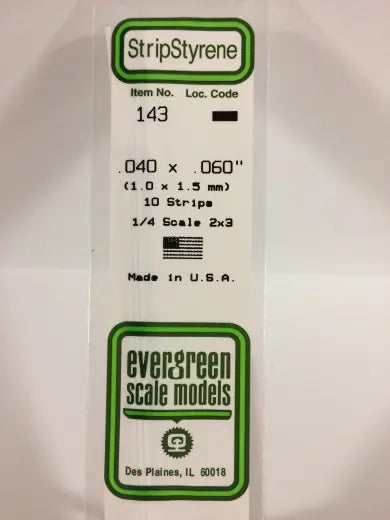 StripStyrene
Item No. Loc. Code
143
.040 x .060"
(1.0 x 1.5 mm)
10 Strips
1/4 Scale 2x3
Made in U.S.A.
evergreen
scale models
Des Plaines, IL 60018